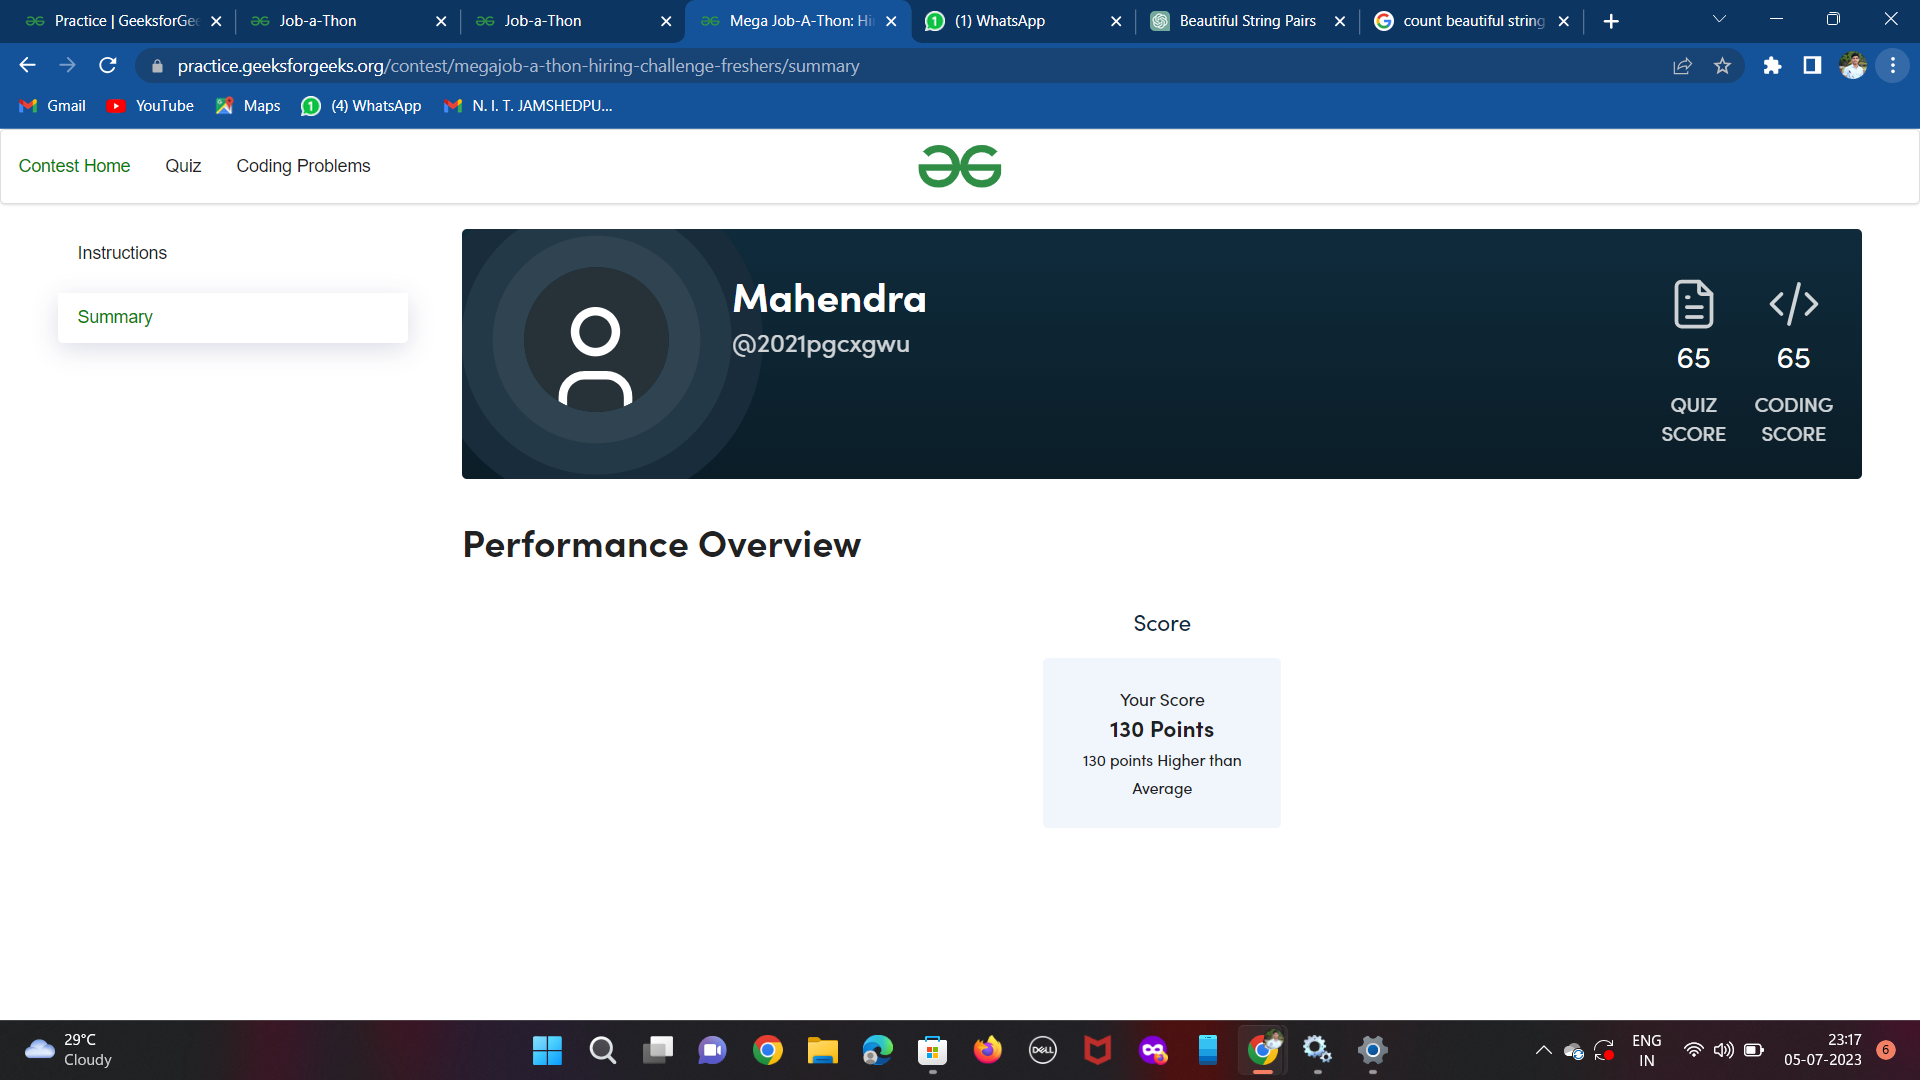 Practice | GeeksforGee
Job-a-Thon
Job-a-Thon
Mega Job-A-Thon: Hi
(1) WhatsApp
Beautiful String Pairs
count beautiful string
practice.geeksforgeeks.org/contest/megajob-a-thon-hiring-challenge-freshers/summary
Gmail
YouTube
Maps
(4) WhatsApp
N. I. T. JAMSHEDPU...
Contest Home
Quiz
Coding Problems
Instructions
Summary
Mahendra
@2021pgcxgwu
65
QUIZ
SCORE
65
CODING
SCORE
Performance Overview
Score
Your Score
130 Points
130 points Higher than
Average
29°C
Cloudy
DELL
ENG
IN
23:17
05-07-2023
6